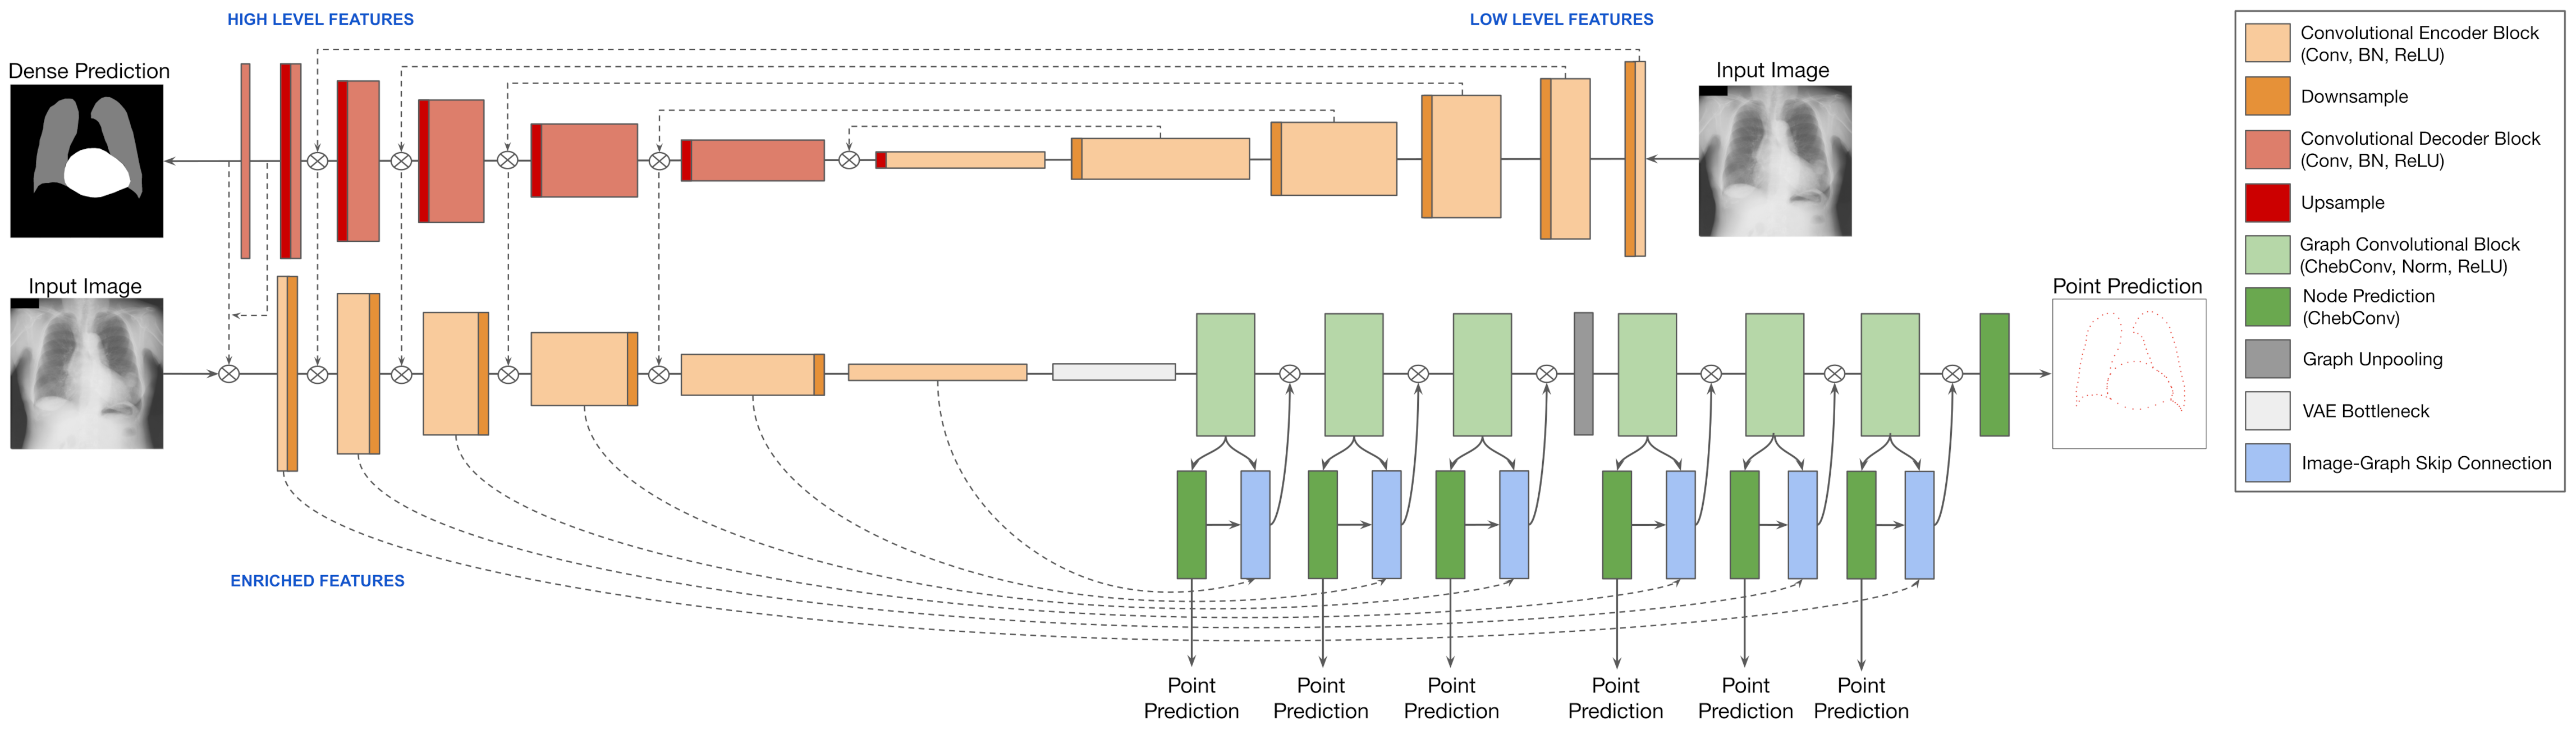 HIGH LEVEL FEATURES
LOW LEVEL FEATURES
Dense Prediction
Input Image
Input Image
Point Prediction
ENRICHED FEATURES
Point
Prediction
Point
Prediction
Point
Prediction
Point
Prediction
Point
Prediction
Point
Prediction
Convolutional Encoder Block
(Conv, BN, ReLU)
Downsample
Convolutional Decoder Block
(Conv, BN, ReLU)
Upsample
Graph Convolutional Block
(ChebConv, Norm, ReLU)
Node Prediction
(ChebConv)
Graph Unpooling
VAE Bottleneck
Image-Graph Skip Connection